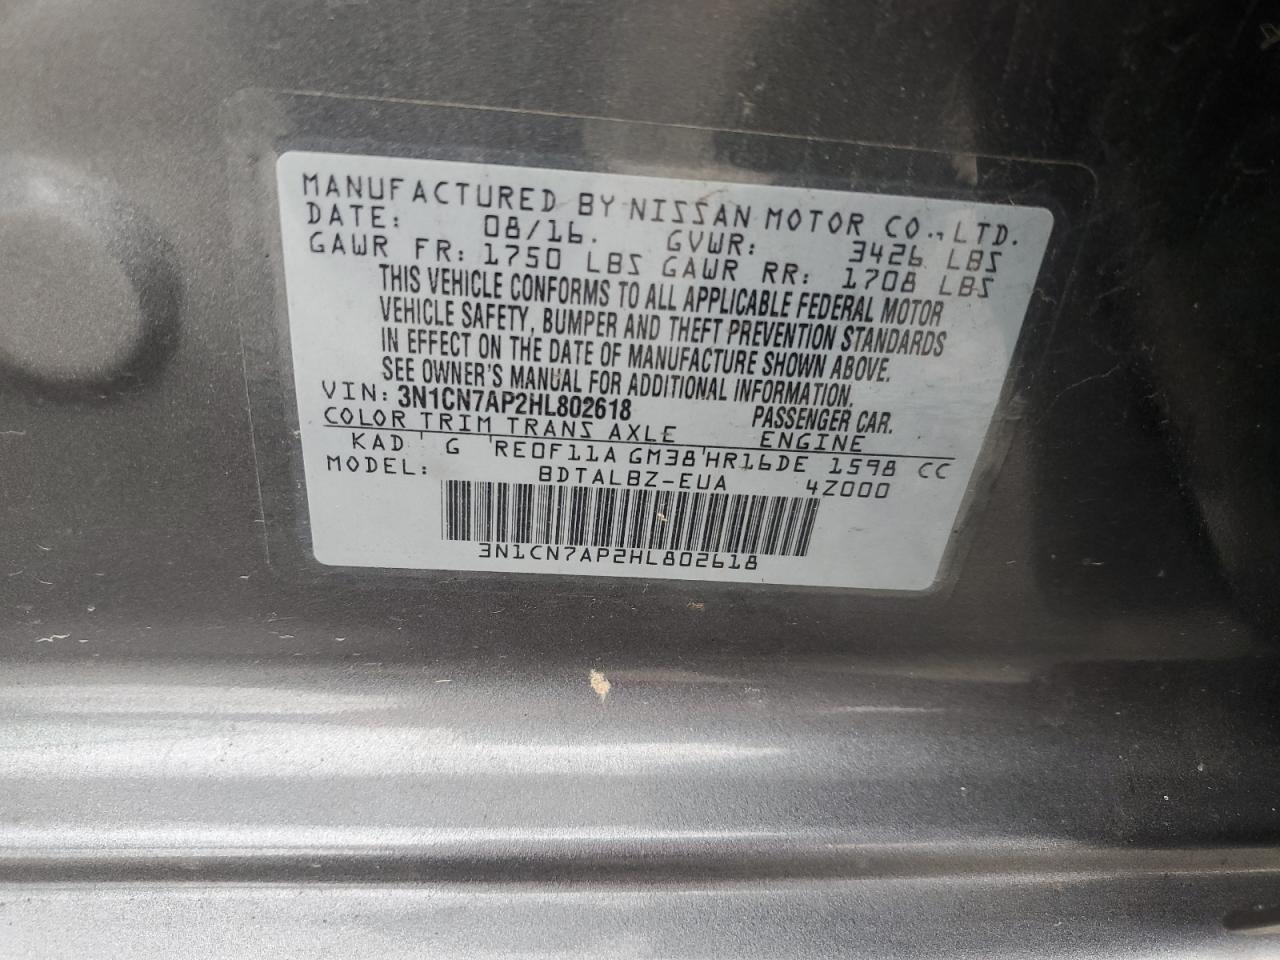 MANUFACTURED BY NISSAN MOTOR CO., LTD.
DATE: 08/16. GVWR: 3426 LBS
GAWR FR: 1750 LBS GAWR RR: 1708 LBS
THIS VEHICLE CONFORMS TO ALL APPLICABLE FEDERAL MOTOR
VEHICLE SAFETY, BUMPER AND THEFT PREVENTION STANDARDS
IN EFFECT ON THE DATE OF MANUFACTURE SHOWN ABOVE.
SEE OWNER'S MANUAL FOR ADDITIONAL INFORMATION.
VIN: 3N1CN7AP2HL802618 PASSENGER CAR.
COLOR TRIM TRANS AXLE ENGINE
KAD ' G 'RE0F11A GM38'HR16DE 1598 CC
MODEL: BDTALBZ-EUA 4Z000
3N1CN7AP2HL802618